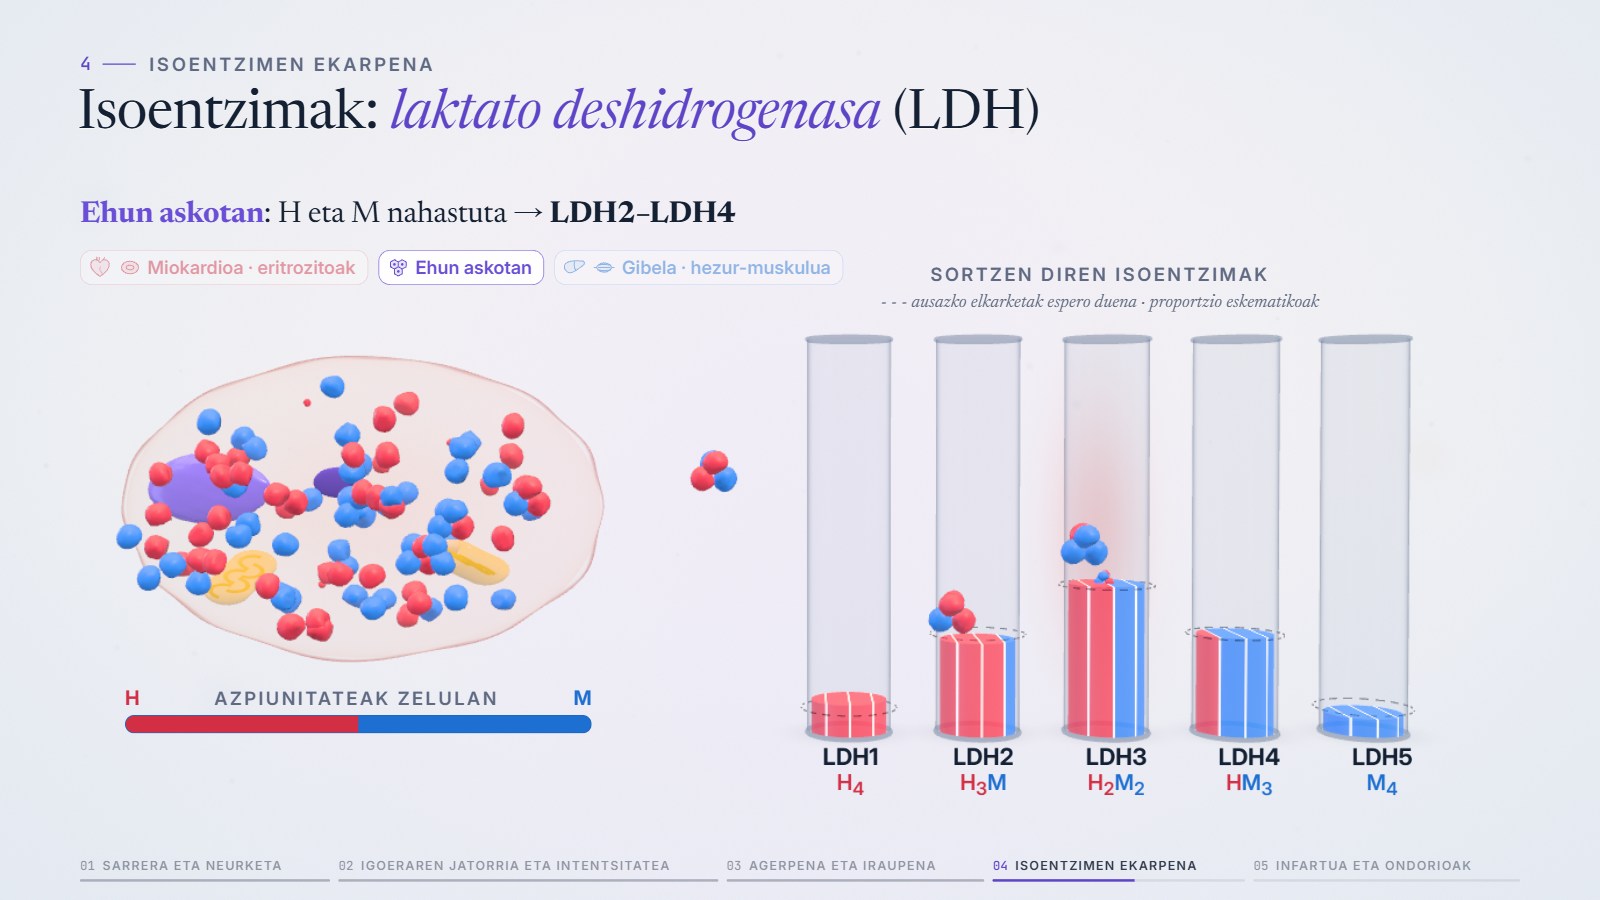 4 — ISOENTZIMEN EKARPENA
Isoentzimak: laktato deshidrogenasa (LDH)
Ehun askotan: H eta M nahastuta → LDH2–LDH4
Miokardioa · eritrozitoak
Ehun askotan
Gibela · hezur-muskulua
SORTZEN DIREN ISOENTZIMAK
- - - ausazko elkarketak espero duena · proportzio eskematikoak
H AZPIUNITATEAK ZELULAN M
LDH1 LDH2 LDH3 LDH4 LDH5
H₄ H₃M H₂M₂ HM₃ M₄
01 SARRERA ETA NEURKETA
02 IGOERAREN JATORRIA ETA INTENTSITATEA
03 AGERPENA ETA IRAUPENA
04 ISOENTZIMEN EKARPENA
05 INFARTUA ETA ONDORIOAK